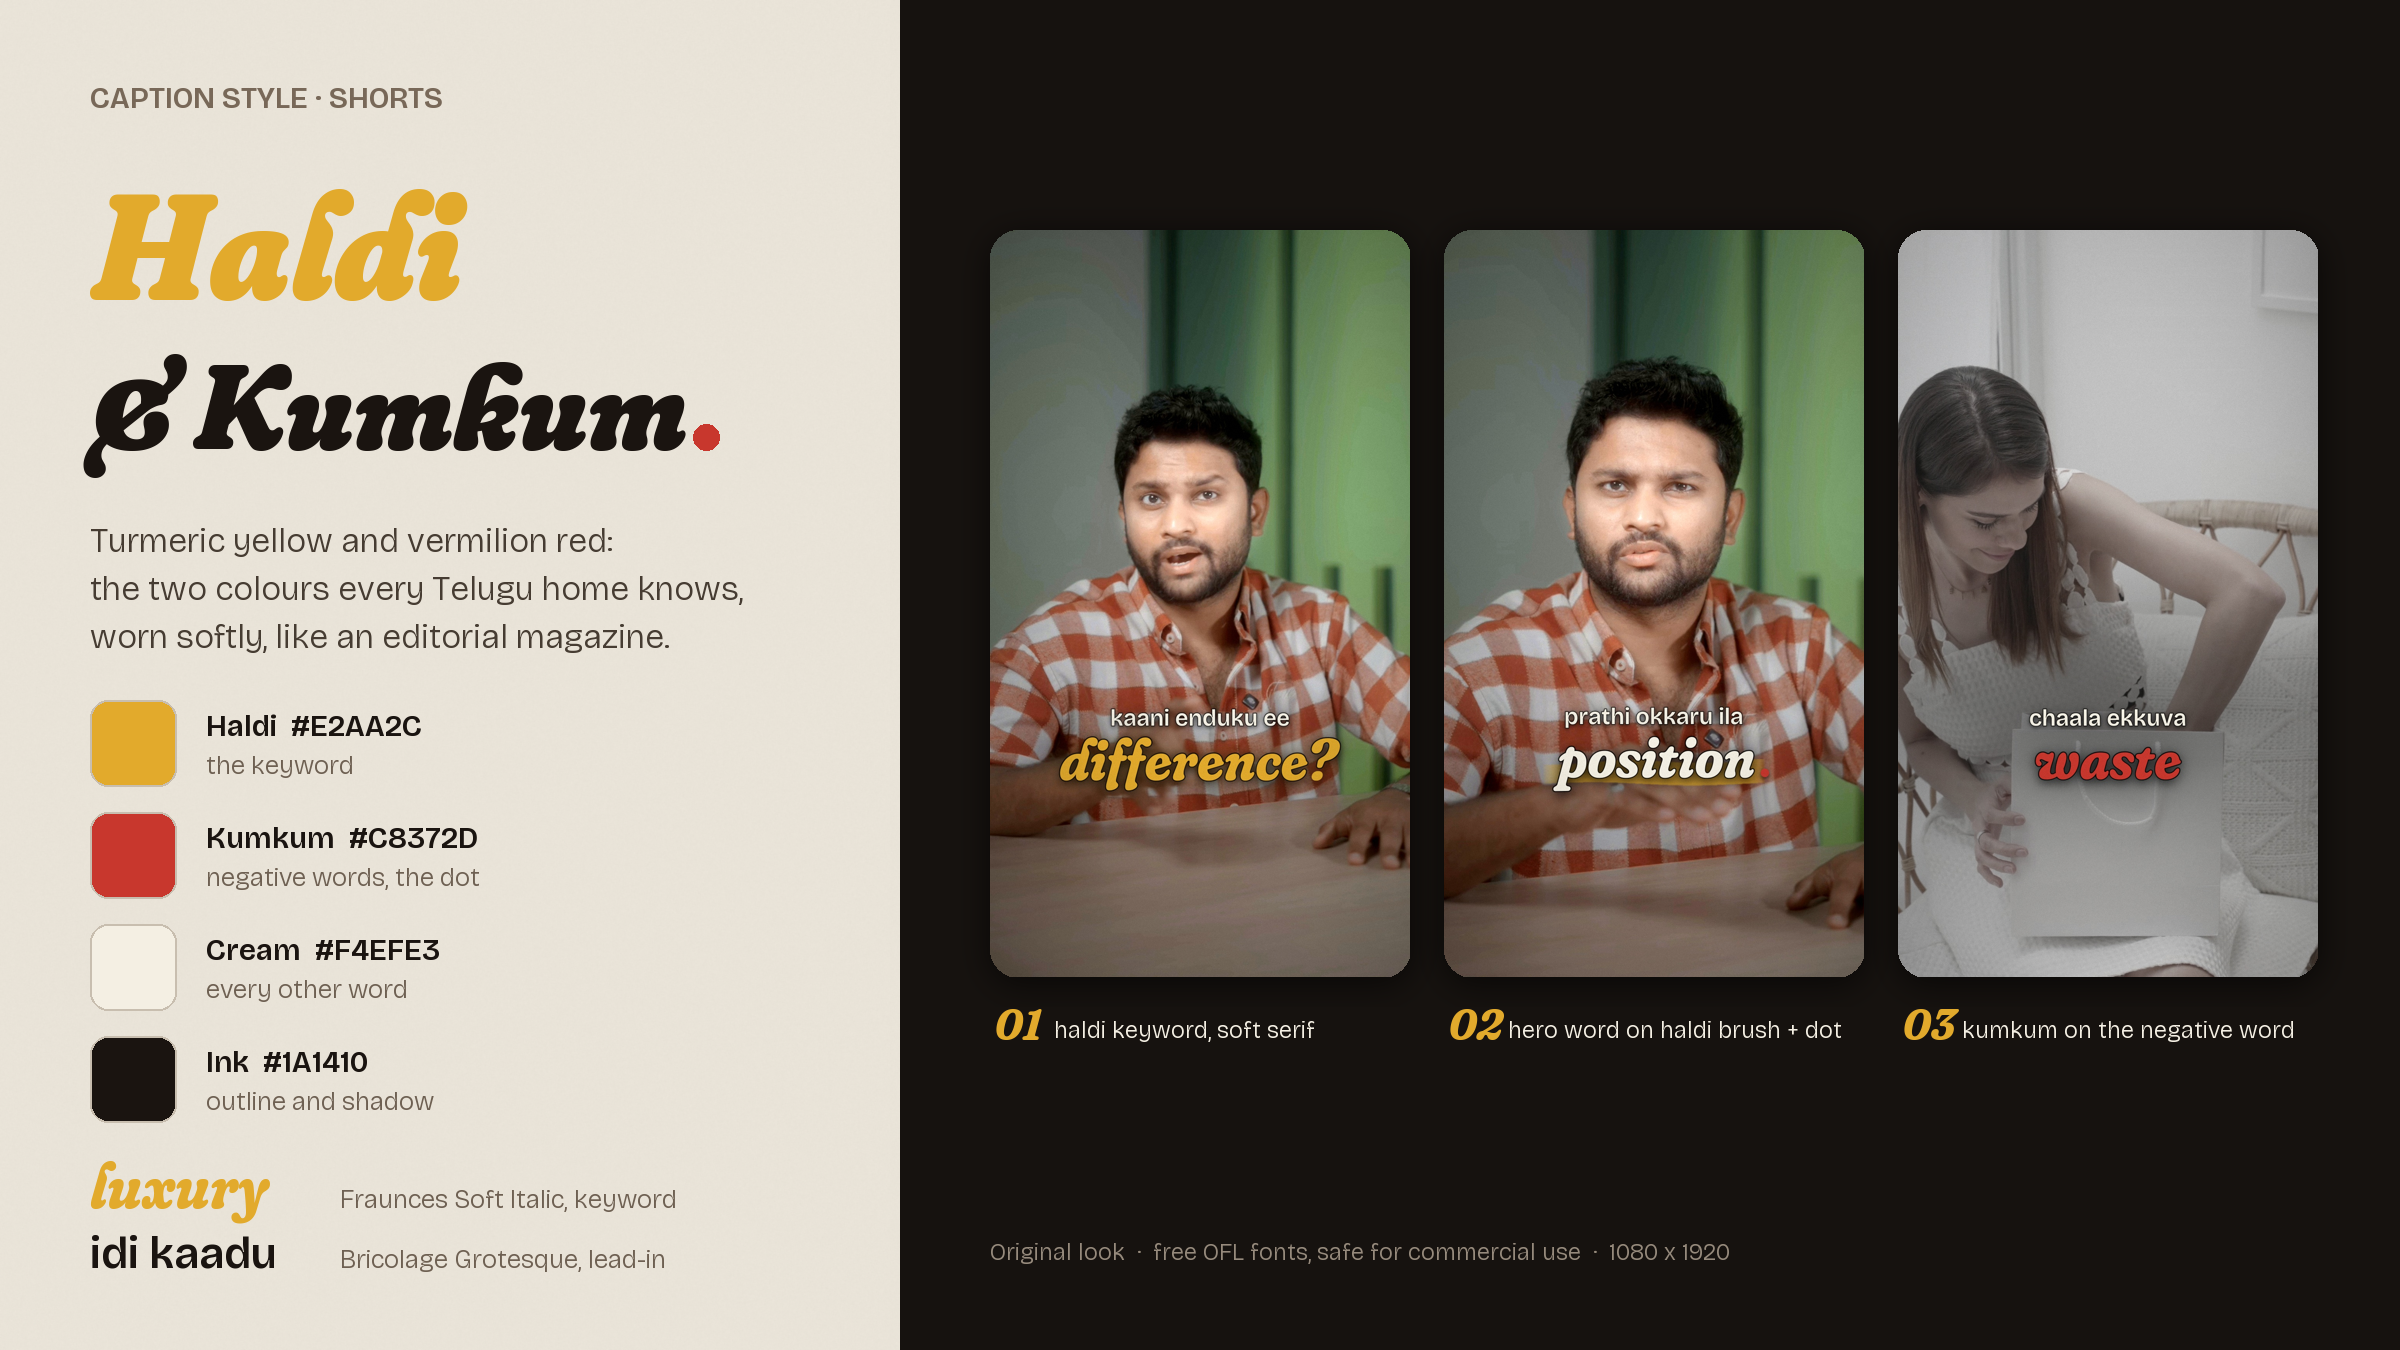 CAPTION STYLE · SHORTS
Haldi
& Kumkum.
Turmeric yellow and vermilion red:
the two colours every Telugu home knows,
worn softly, like an editorial magazine.
Haldi #E2AA2C
the keyword
Kumkum #C8372D
negative words, the dot
Cream #F4EFE3
every other word
Ink #1A1410
outline and shadow
luxury
Fraunces Soft Italic, keyword
idi kaadu
Bricolage Grotesque, lead-in
kaani enduku ee
difference?
01 haldi keyword, soft serif
prathi okkaru ila
position.
02 hero word on haldi brush + dot
chaala ekkuva
waste
03 kumkum on the negative word
Original look · free OFL fonts, safe for commercial use · 1080 x 1920